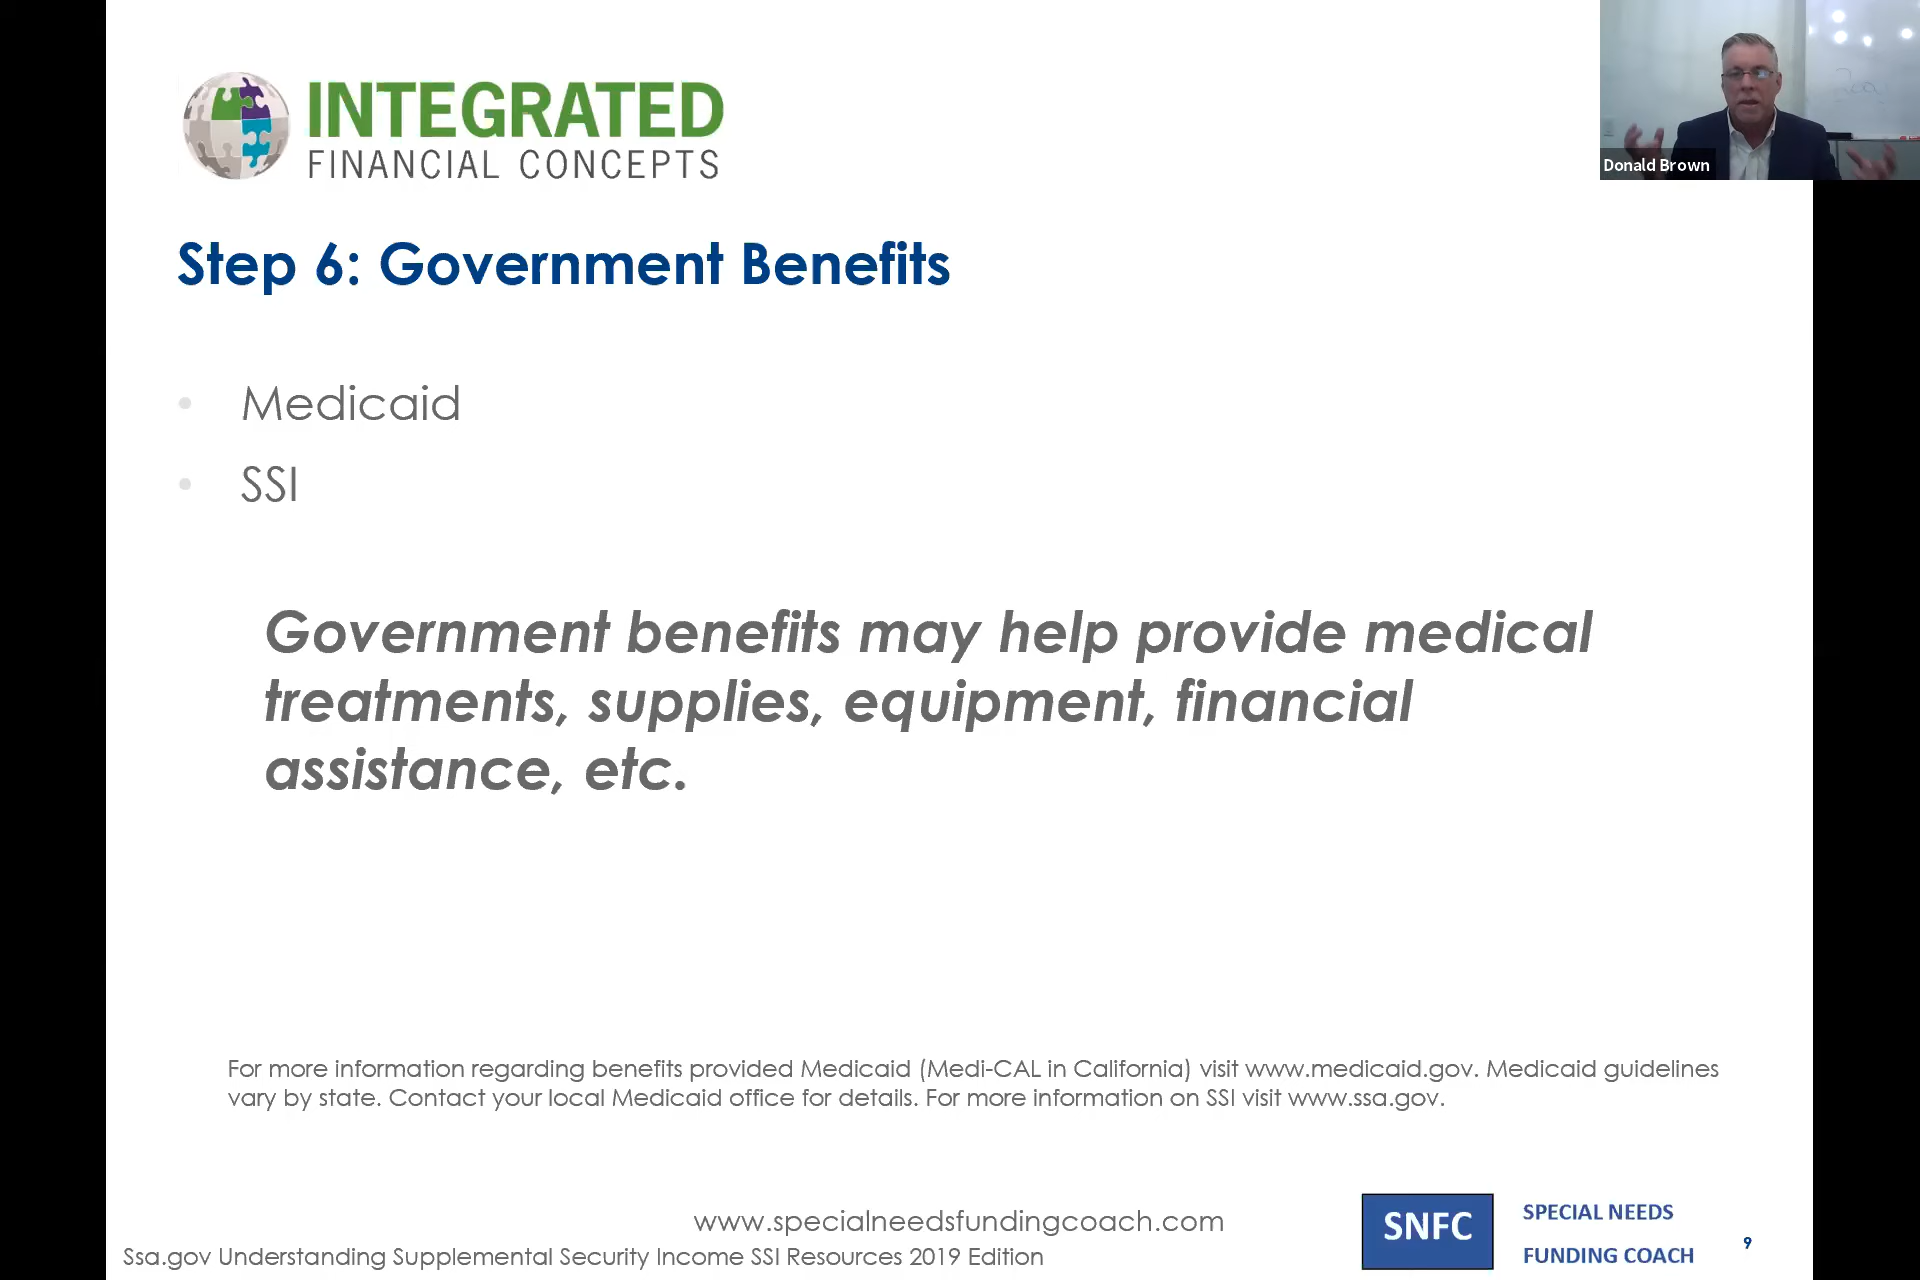 INTEGRATED
FINANCIAL CONCEPTS
Donald Brown
Step 6: Government Benefits
• Medicaid
• SSI
Government benefits may help provide medical
treatments, supplies, equipment, financial
assistance, etc.
For more information regarding benefits provided Medicaid (Medi-CAL in California) visit www.medicaid.gov. Medicaid guidelines
vary by state. Contact your local Medicaid office for details. For more information on SSI visit www.ssa.gov.
www.specialneedsfundingcoach.com
Ssa.gov Understanding Supplemental Security Income SSI Resources 2019 Edition
SNFC
SPECIAL NEEDS
FUNDING COACH
9